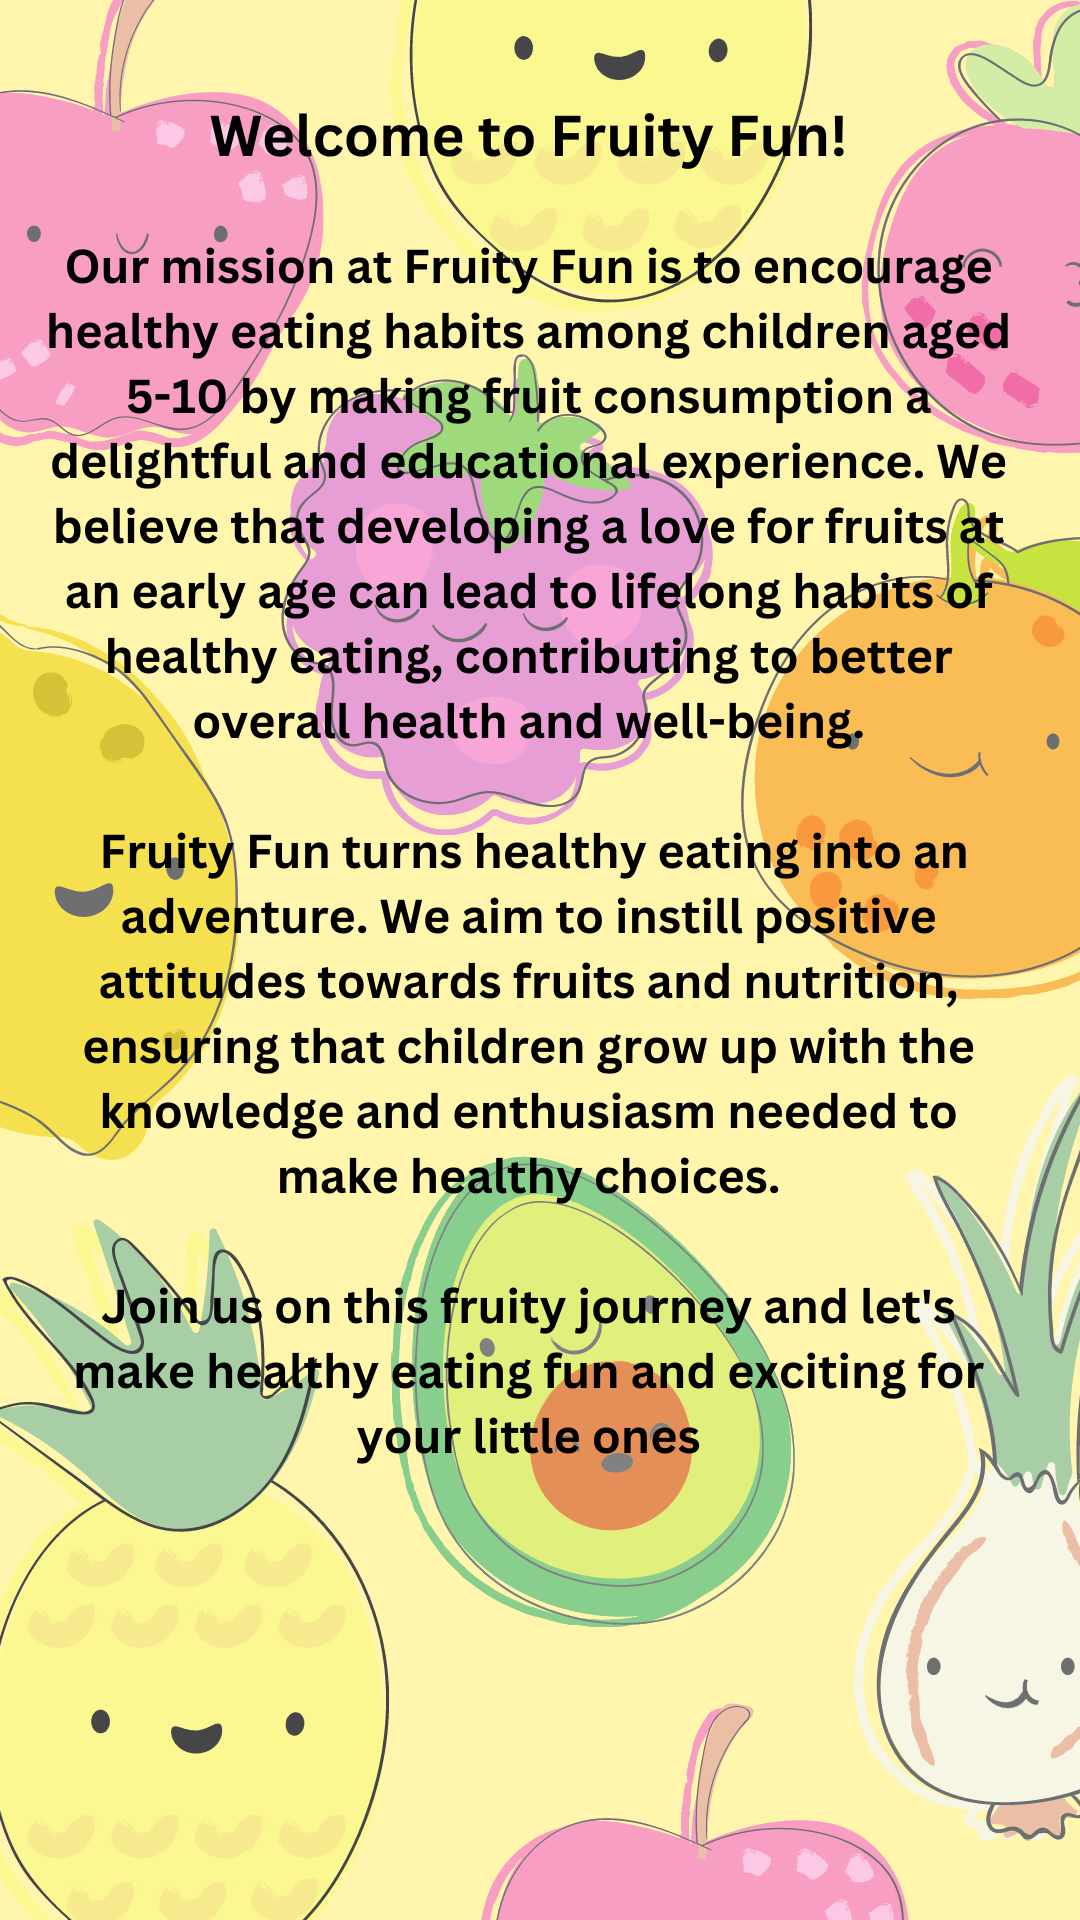 Welcome to Fruity Fun!
Our mission at Fruity Fun is to encourage
healthy eating habits among children aged
5-10 by making fruit consumption a
delightful and educational experience. We
believe that developing a love for fruits at
an early age can lead to lifelong habits of
healthy eating, contributing to better
overall health and well-being.
Fruity Fun turns healthy eating into an
adventure. We aim to instill positive
attitudes towards fruits and nutrition,
ensuring that children grow up with the
knowledge and enthusiasm needed to
make healthy choices.
Join us on this fruity journey and let's
make healthy eating fun and exciting for
your little ones